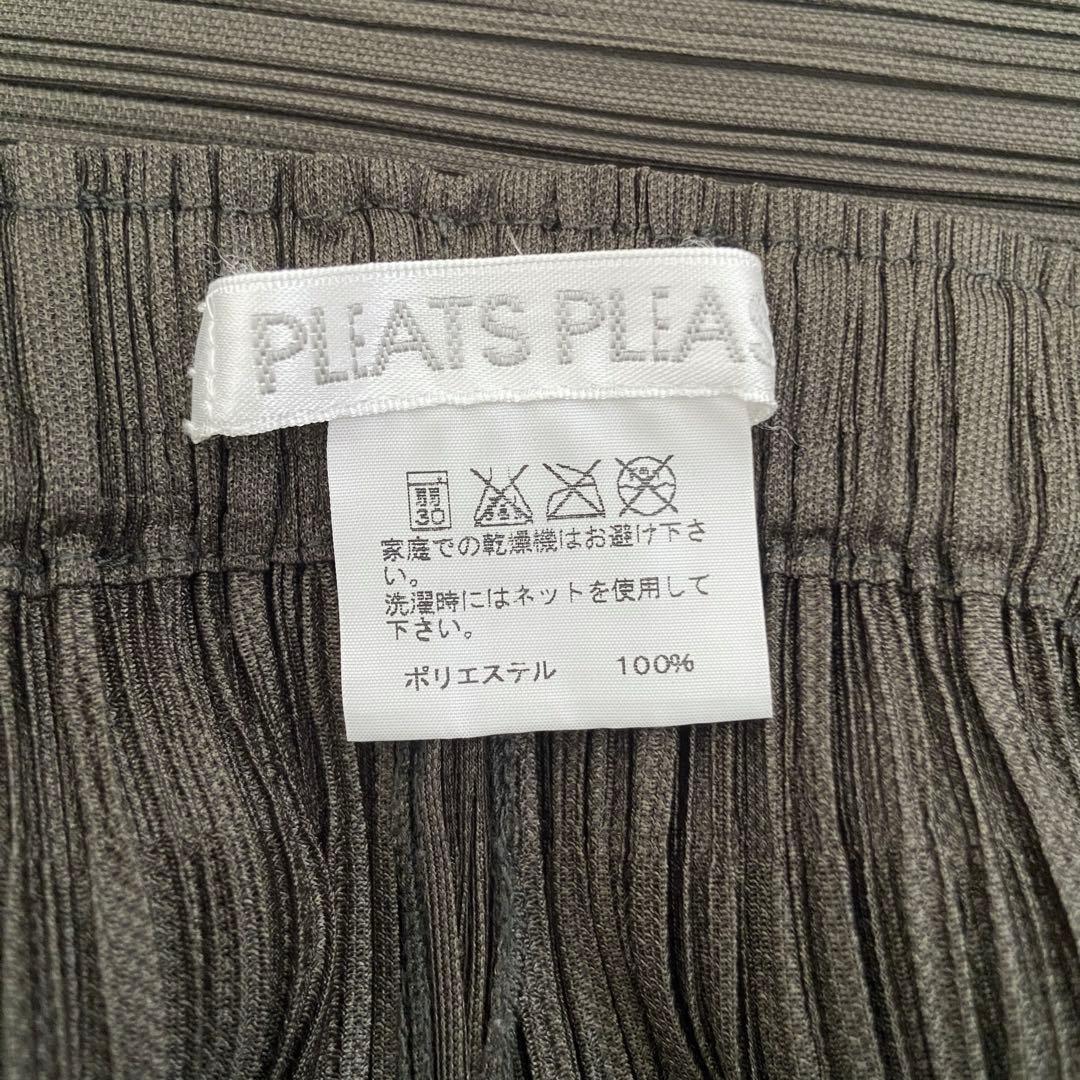 PLEATS PLEAS
弱
30
家庭での乾燥機はお避け下さ
い。
洗濯時にはネットを使用して
下さい。
ポリエステル 100%